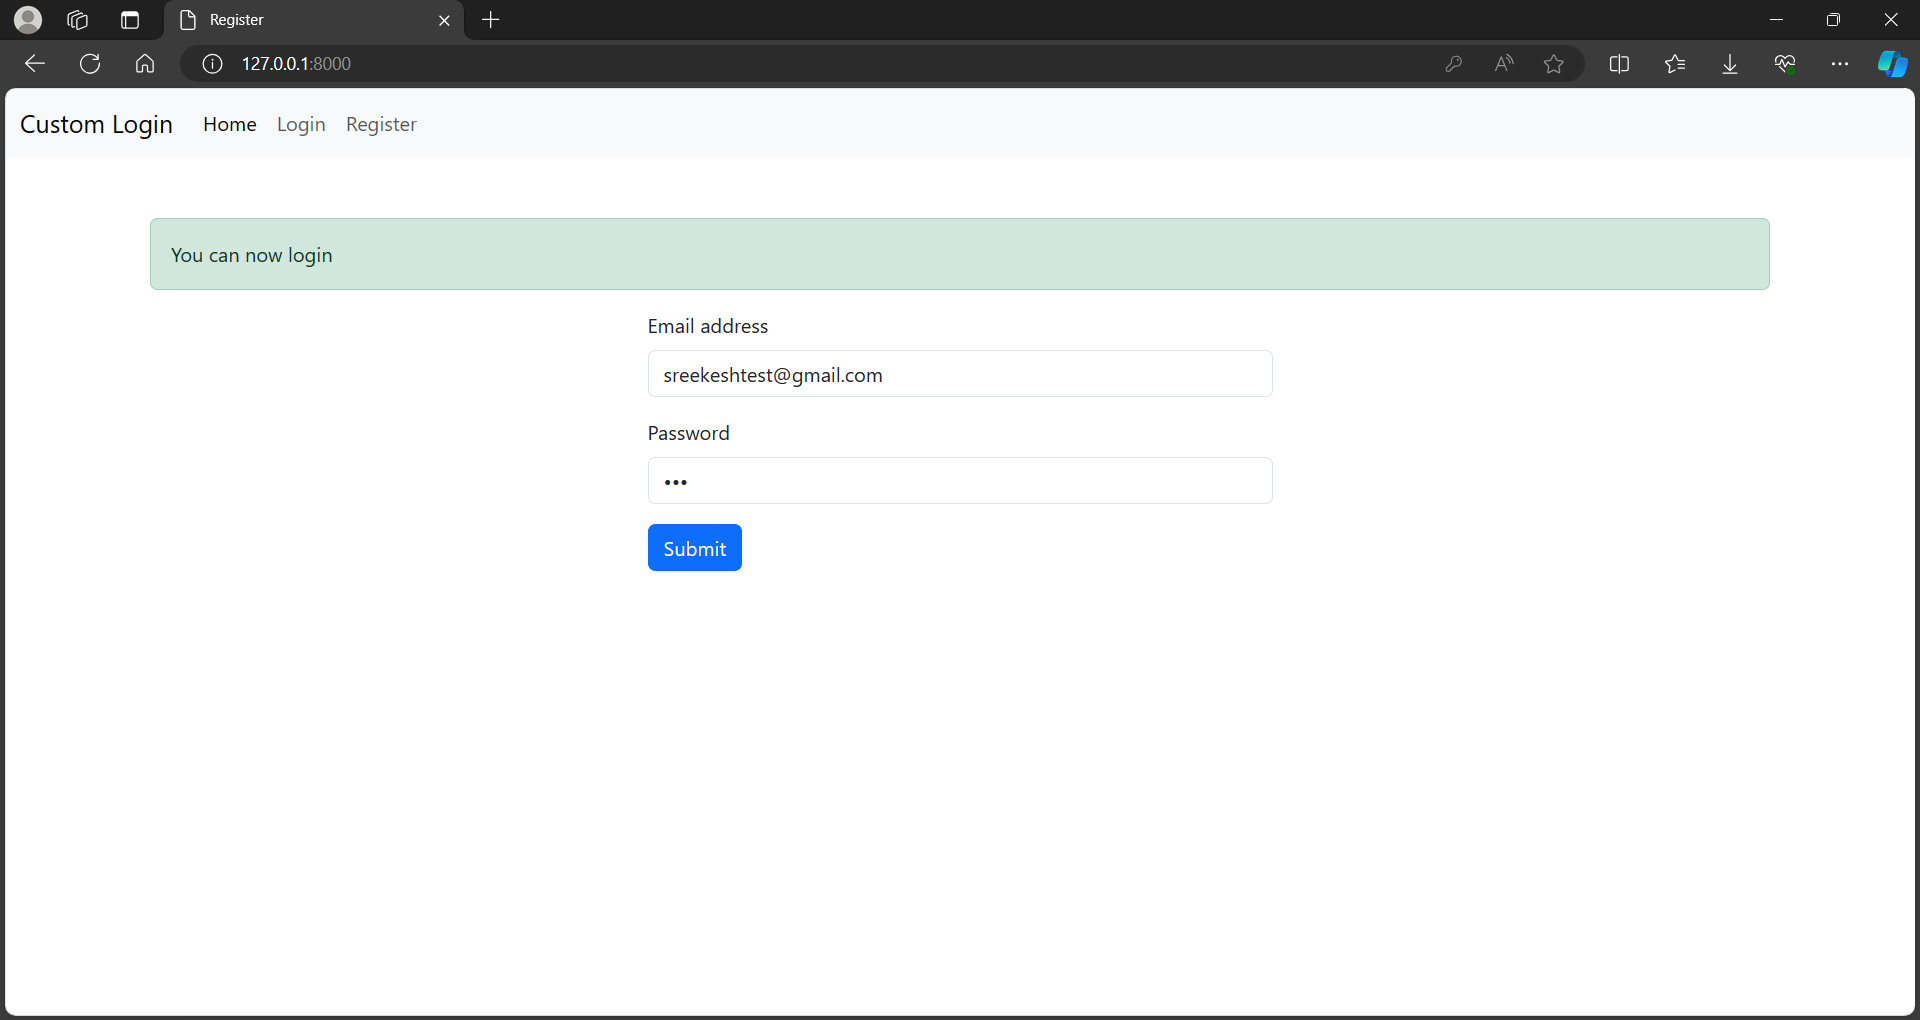 Register
127.0.0.1:8000
Custom Login Home Login Register
You can now login
Email address
sreekeshtest@gmail.com
Password
•••
Submit